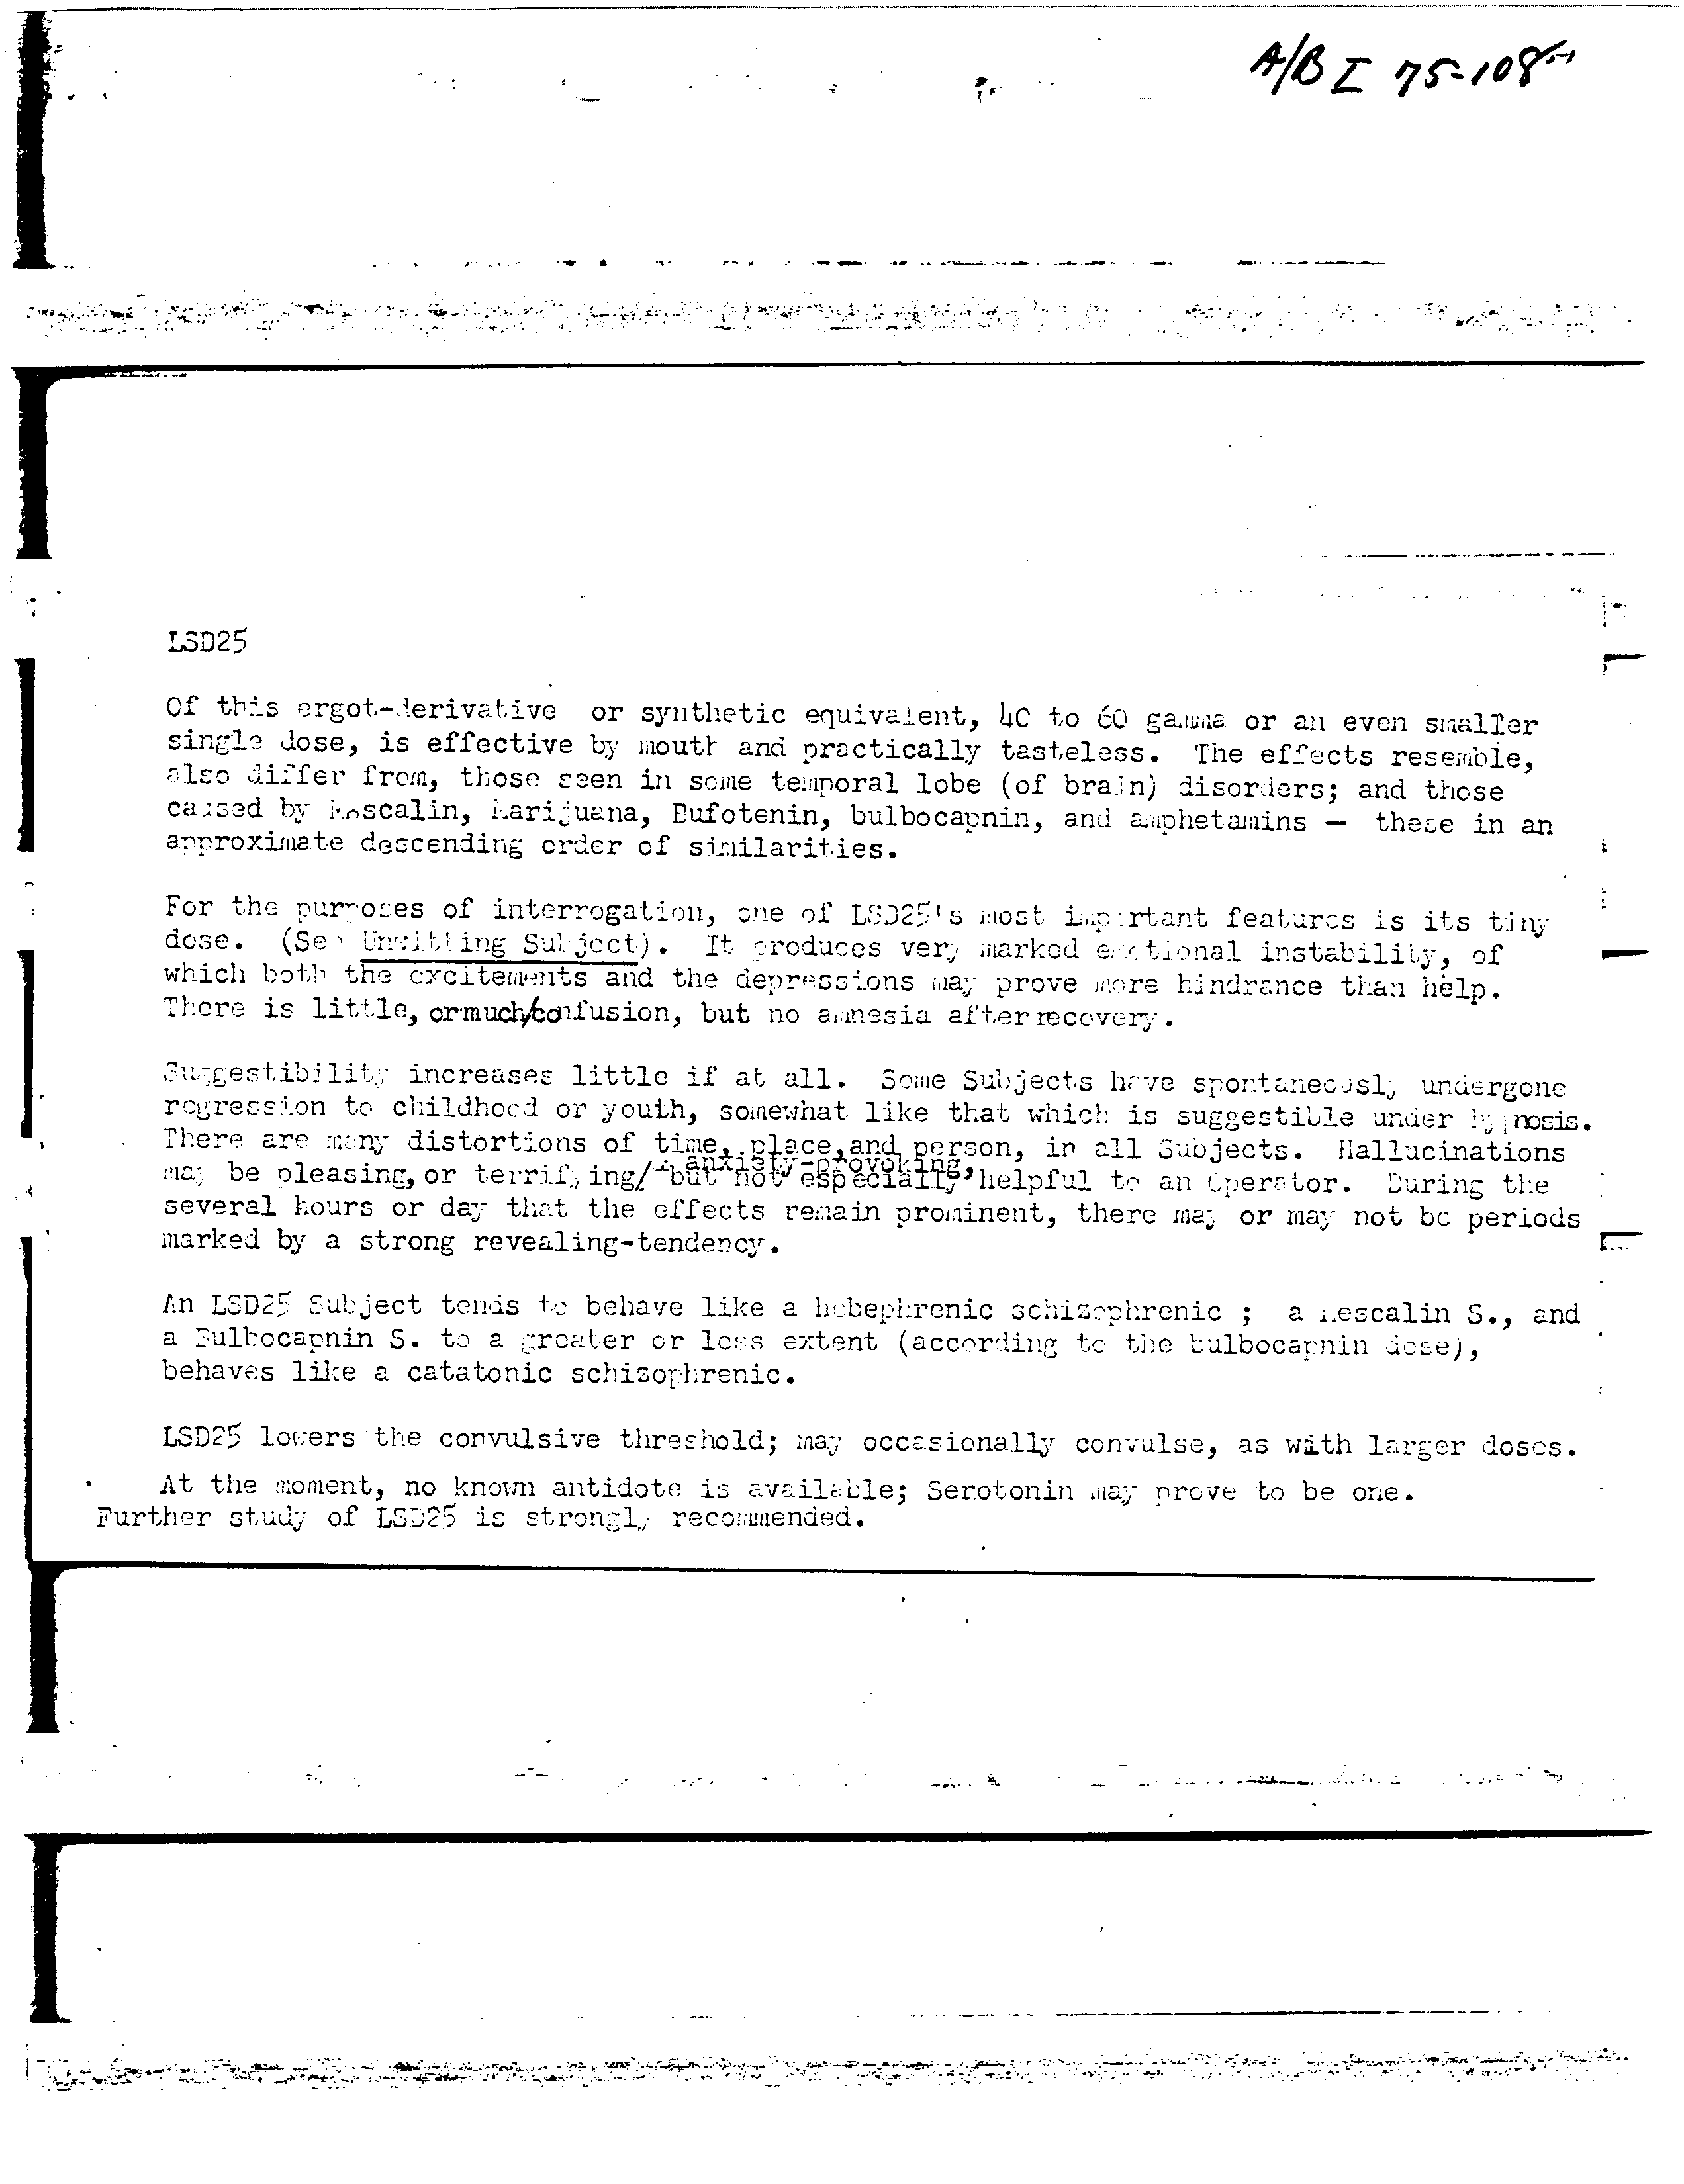 A/B I 75-108
LSD25
Of this ergot-derivative or synthetic equivalent, 40 to 60 gamma or an even smaller
single dose, is effective by mouth and practically tasteless. The effects resemble,
also differ from, those seen in some temporal lobe (of brain) disorders; and those
caused by Mescalin, Marijuana, Bufotenin, bulbocapnin, and amphetamins — these in an
approximate descending order of similarities.
For the purposes of interrogation, one of LSD25's most important features is its tiny
dose. (See Unwitting Subject). It produces very marked emotional instability, of
which both the excitements and the depressions may prove more hindrance than help.
There is little, or much/confusion, but no amnesia after recovery.
Suggestibility increases little if at all. Some Subjects have spontaneously undergone
regression to childhood or youth, somewhat like that which is suggestible under hypnosis.
There are many distortions of time, place, and person, in all Subjects. Hallucinations
anxiety-provoking,
may be pleasing, or terrifying/ but not especially helpful to an Operator. During the
several hours or day that the effects remain prominent, there may or may not be periods
marked by a strong revealing-tendency.
An LSD25 Subject tends to behave like a hebephrenic schizophrenic ; a Mescalin S., and
a Bulbocapnin S. to a greater or less extent (according to the bulbocapnin dose),
behaves like a catatonic schizophrenic.
LSD25 lowers the convulsive threshold; may occasionally convulse, as with larger doses.
At the moment, no known antidote is available; Serotonin may prove to be one.
Further study of LSD25 is strongly recommended.